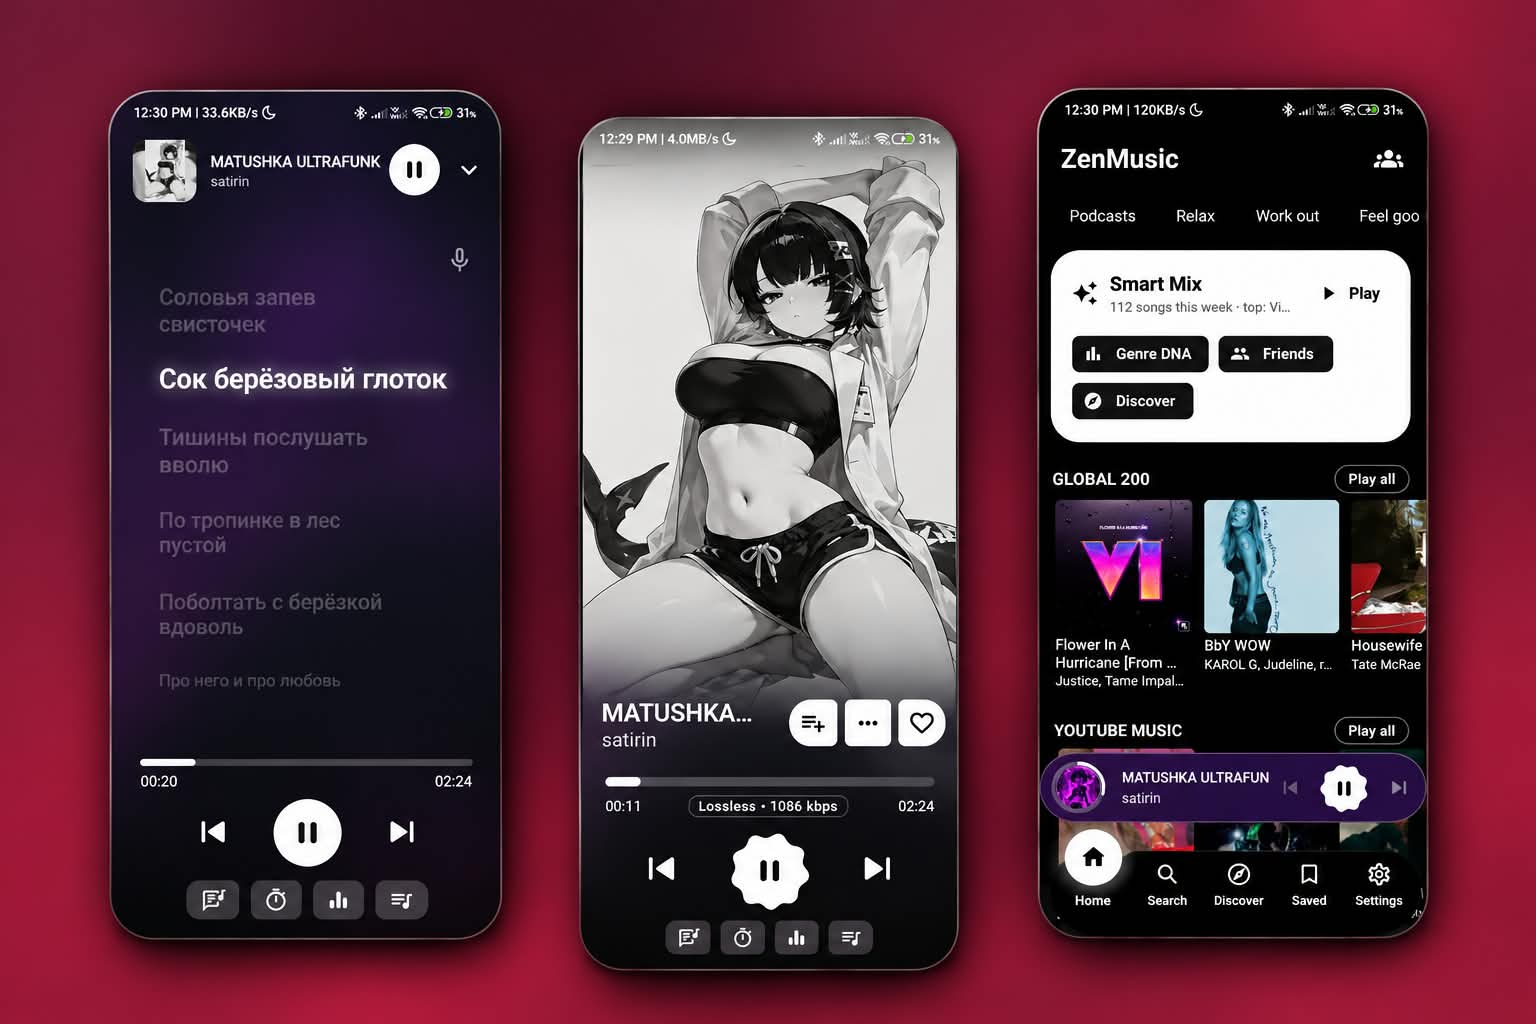 12:30 PM | 33.6KB/s
31%
MATUSHKA ULTRAFUNK
satirin
Соловья запев
свисточек
Сок берёзовый глоток
Тишины послушать
вволю
По тропинке в лес
пустой
Поболтать с берёзкой
вдоволь
Про него и про любовь
00:20
02:24
12:29 PM | 4.0MB/s
31%
MATUSHKA...
satirin
00:11
Lossless • 1086 kbps
02:24
12:30 PM | 120KB/s
31%
ZenMusic
Podcasts
Relax
Work out
Feel goo
Smart Mix
112 songs this week · top: Vi...
Play
Genre DNA
Friends
Discover
GLOBAL 200
Play all
VI
Flower In A
Hurricane [From ...
Justice, Tame Impal...
BbY WOW
KAROL G, Judeline, r...
Housewife
Tate McRae
YOUTUBE MUSIC
Play all
MATUSHKA ULTRAFUN
satirin
Home
Search
Discover
Saved
Settings